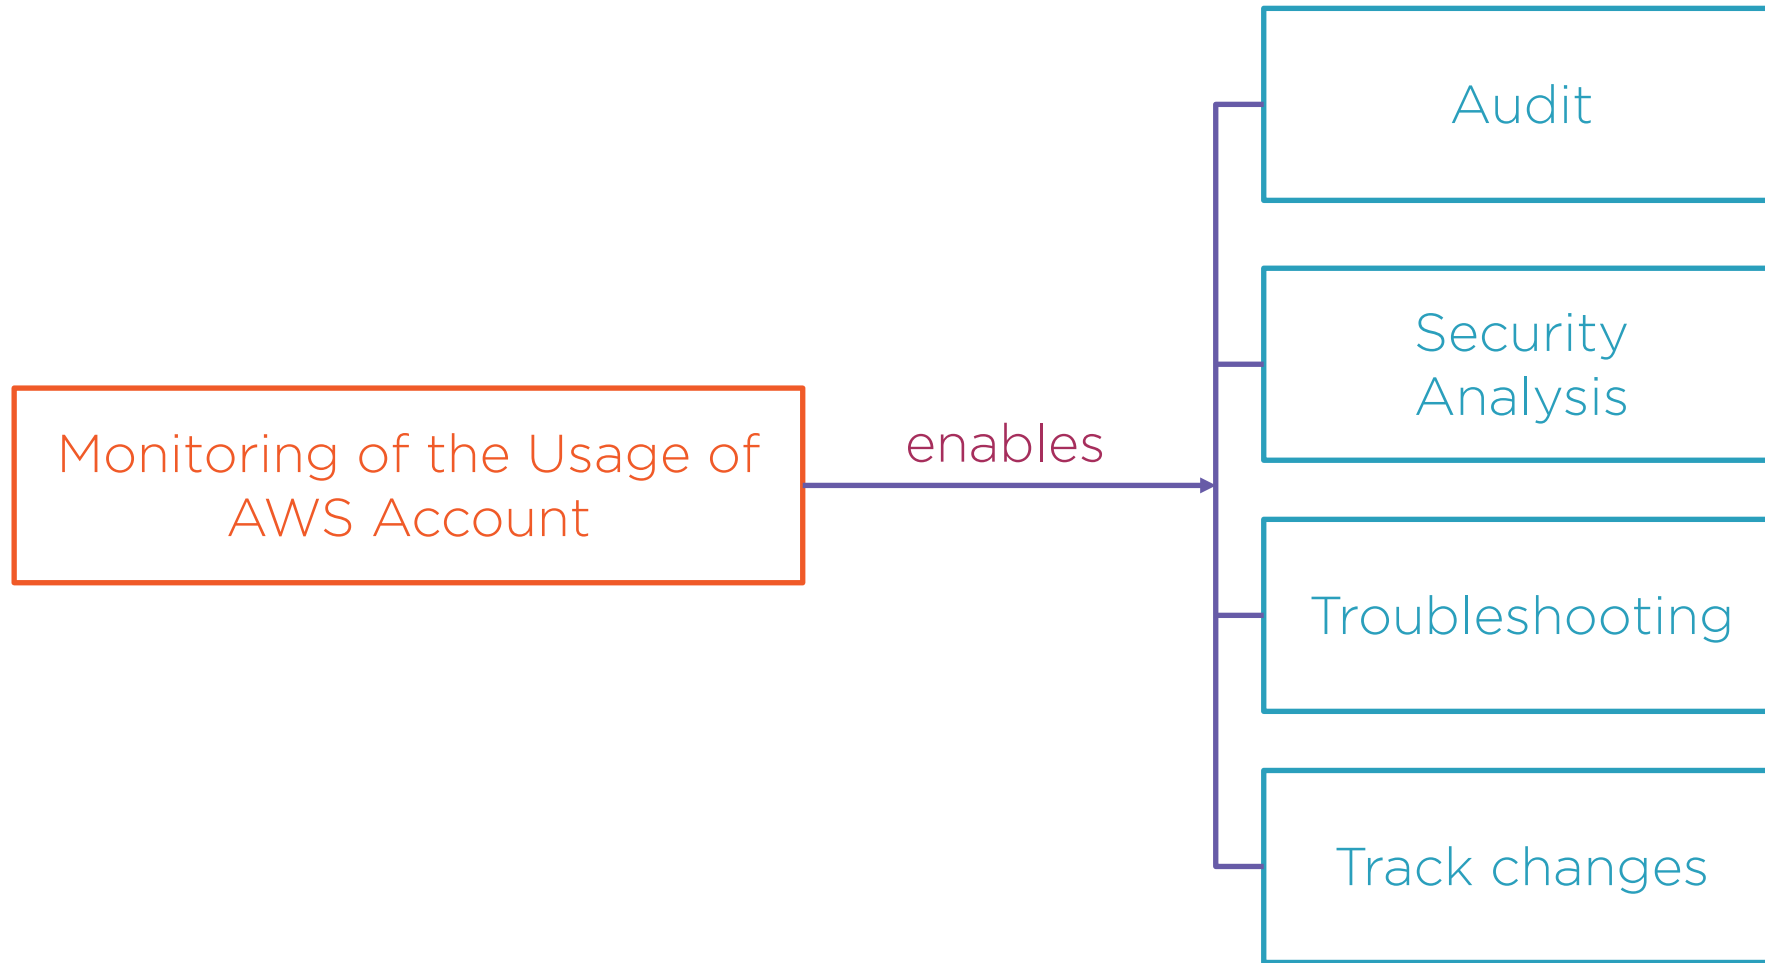 Monitoring of the Usage of
AWS Account
enables
Audit
Security
Analysis
Troubleshooting
Track changes